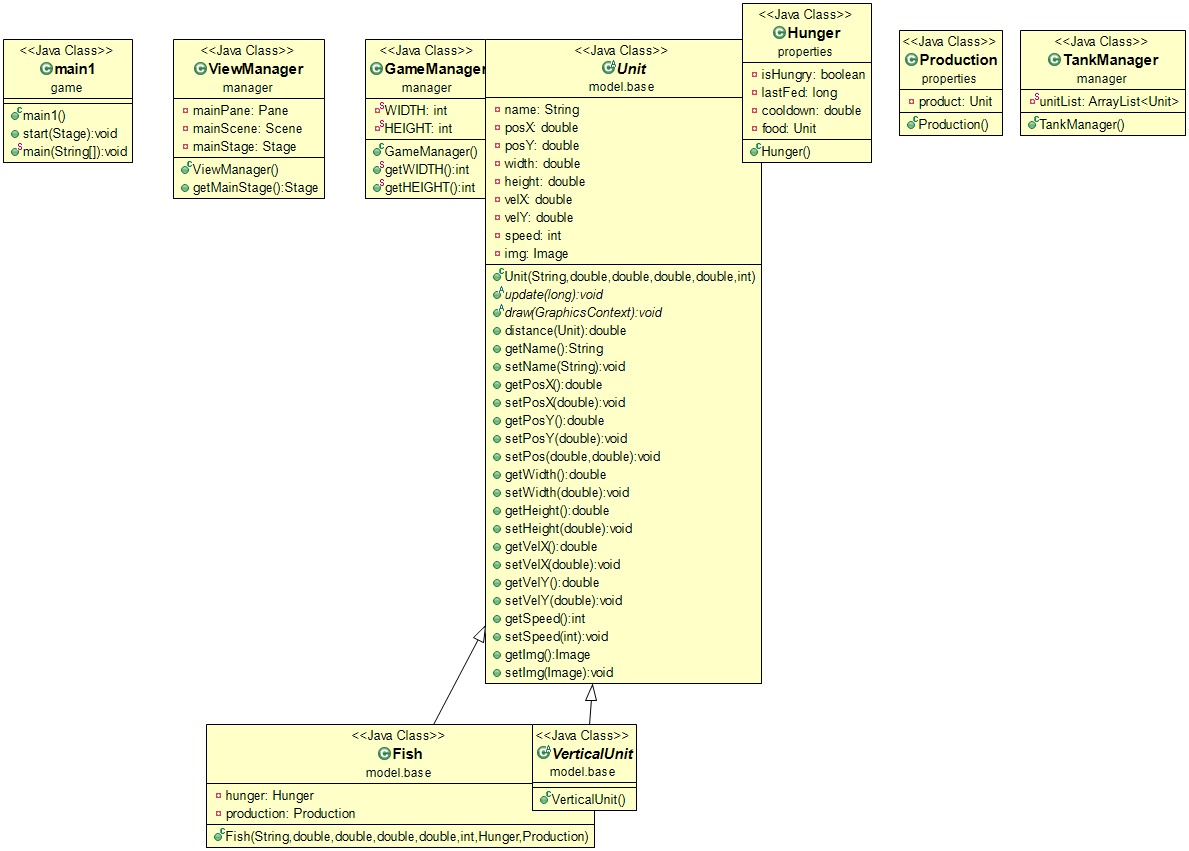 <<Java Class>>
main1
game
main1()
start(Stage):void
main(String[]):void
<<Java Class>>
ViewManager
manager
mainPane: Pane
mainScene: Scene
mainStage: Stage
ViewManager()
getMainStage():Stage
<<Java Class>>
GameManager
manager
WIDTH: int
HEIGHT: int
GameManager()
getWIDTH():int
getHEIGHT():int
<<Java Class>>
Unit
model.base
name: String
posX: double
posY: double
width: double
height: double
velX: double
velY: double
speed: int
img: Image
Unit(String,double,double,double,double,int)
update(long):void
draw(GraphicsContext):void
distance(Unit):double
getName():String
setName(String):void
getPosX():double
setPosX(double):void
getPosY():double
setPosY(double):void
setPos(double,double):void
getWidth():double
setWidth(double):void
getHeight():double
setHeight(double):void
getVelX():double
setVelX(double):void
getVelY():double
setVelY(double):void
getSpeed():int
setSpeed(int):void
getImg():Image
setImg(Image):void
<<Java Class>>
Hunger
properties
isHungry: boolean
lastFed: long
cooldown: double
food: Unit
Hunger()
<<Java Class>>
Production
properties
product: Unit
Production()
<<Java Class>>
TankManager
manager
unitList: ArrayList<Unit>
TankManager()
<<Java Class>>
Fish
model.base
hunger: Hunger
production: Production
Fish(String,double,double,double,double,int,Hunger,Production)
<<Java Class>>
VerticalUnit
model.base
VerticalUnit()